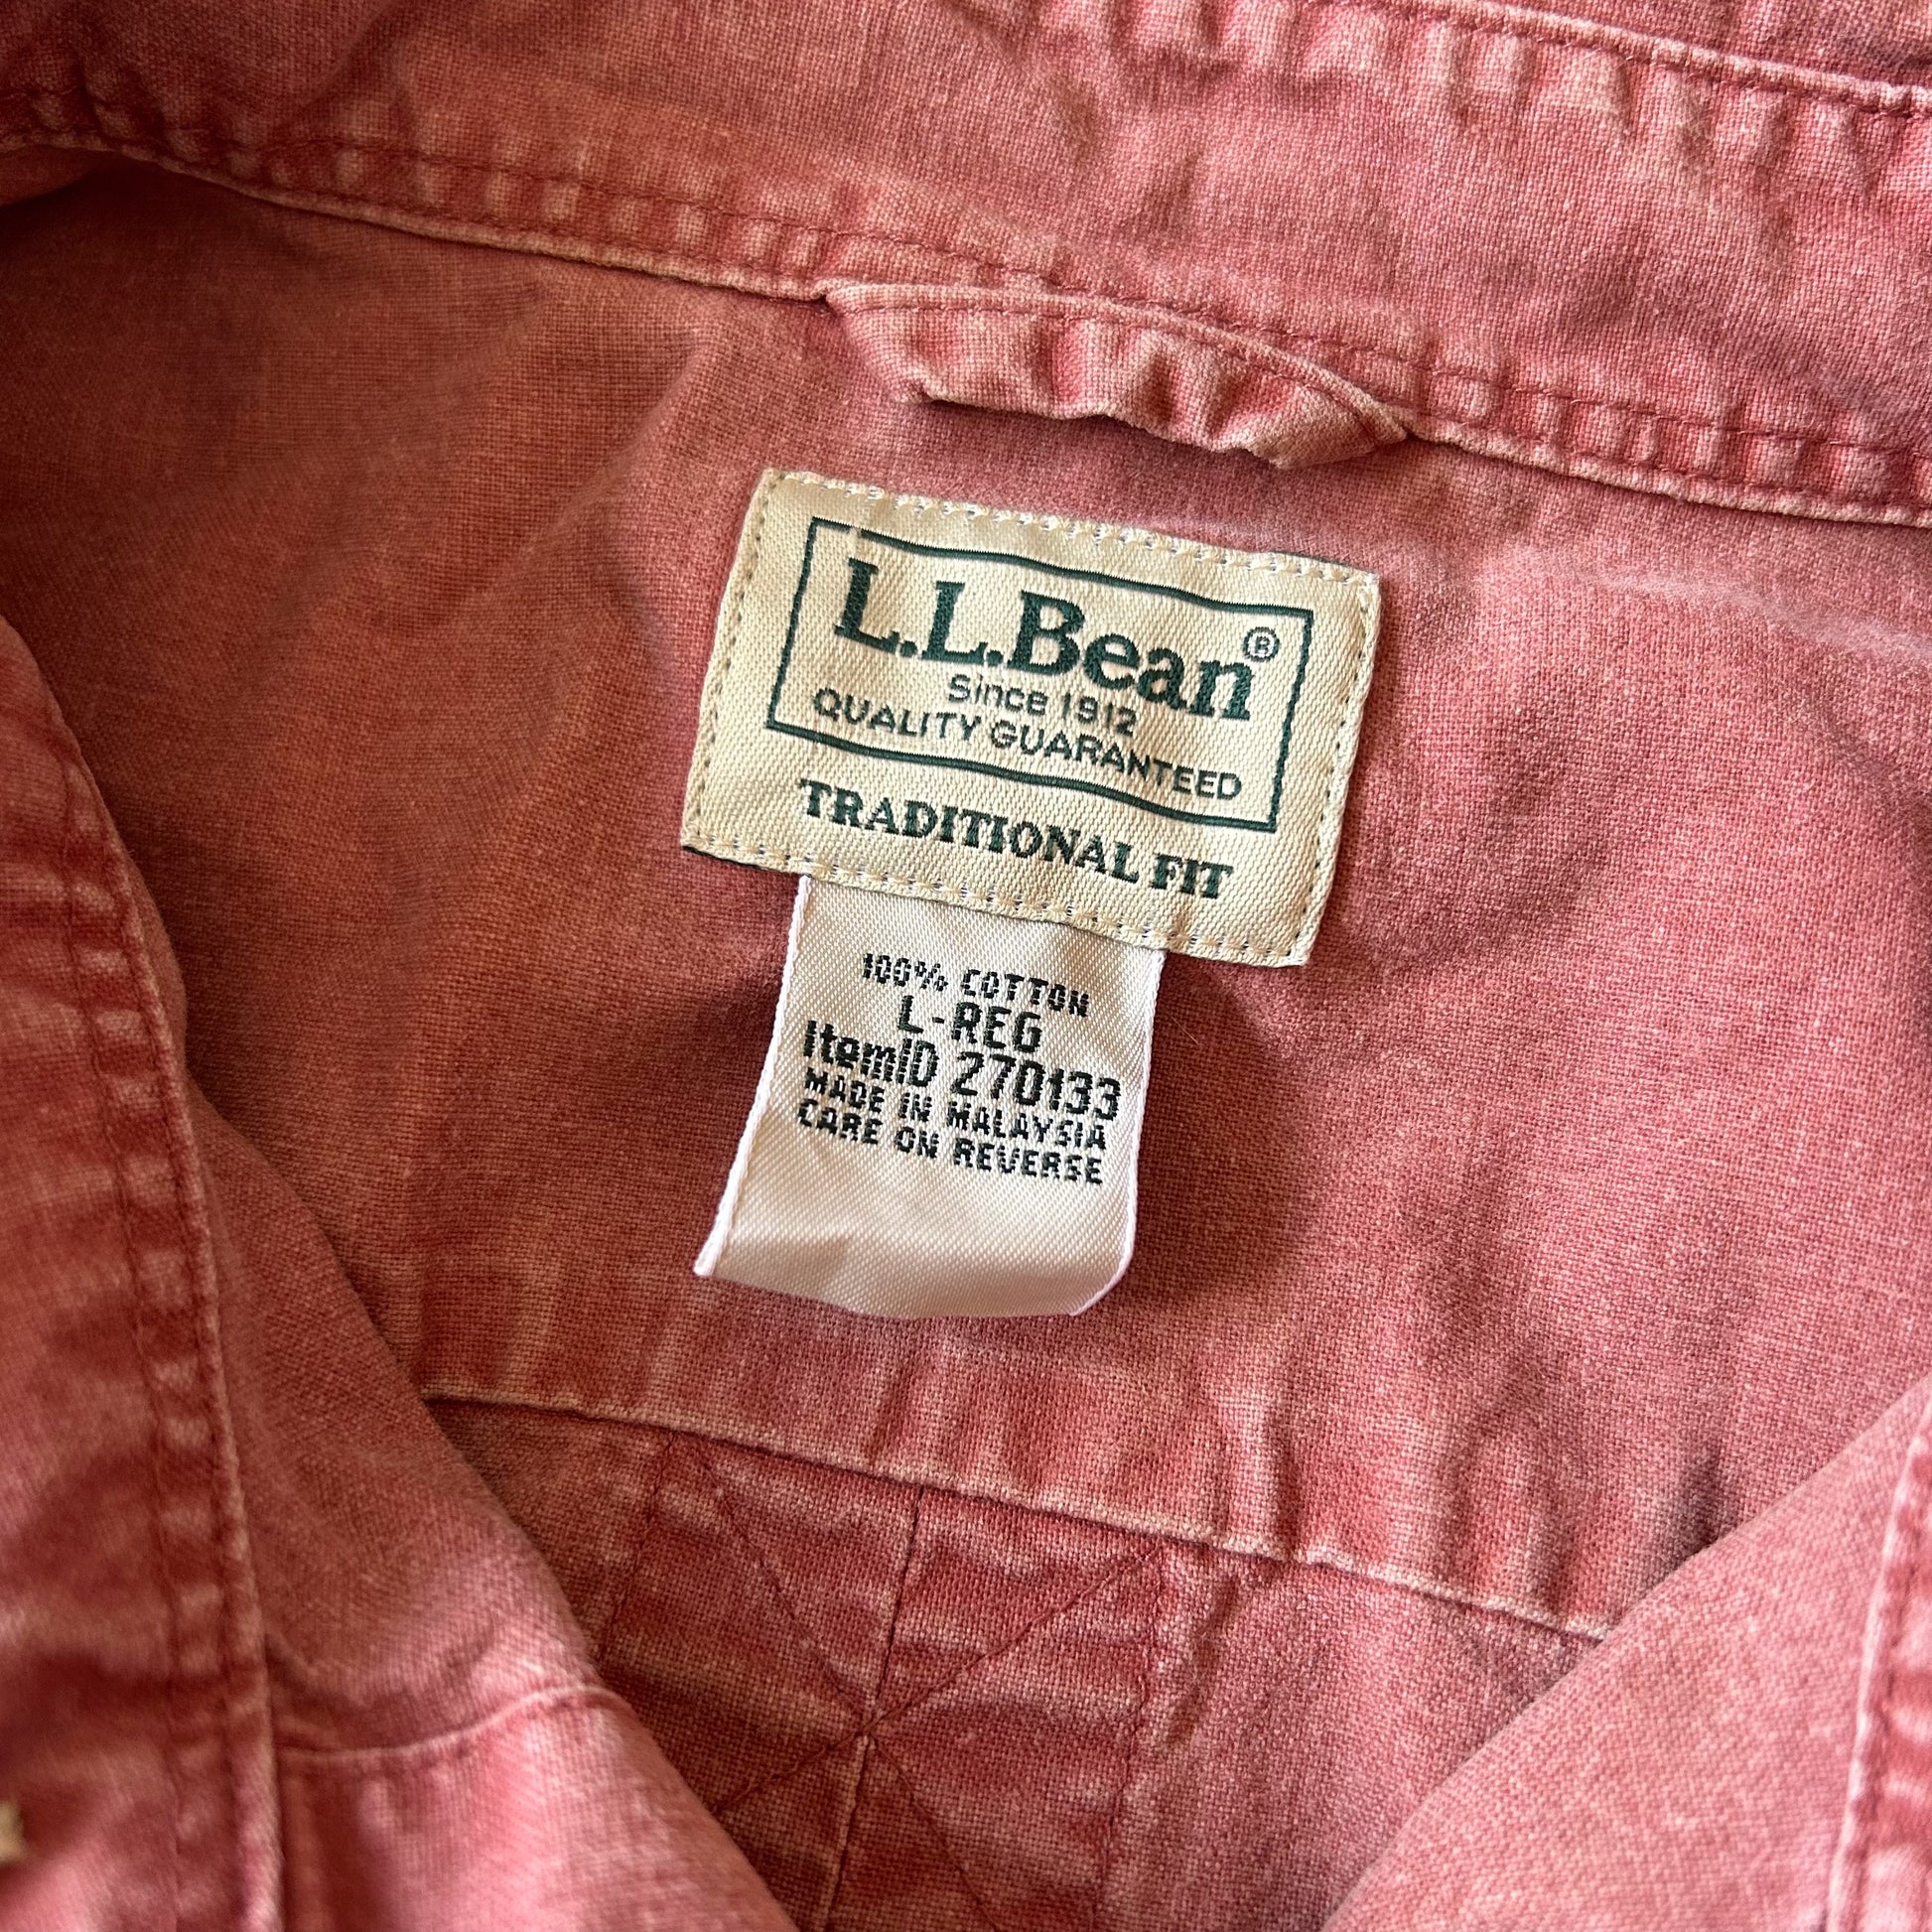 L.L.Bean®
Since 1912
QUALITY GUARANTEED
TRADITIONAL FIT
100% COTTON
L-REG
ItemID 270133
MADE IN MALAYSIA
CARE ON REVERSE